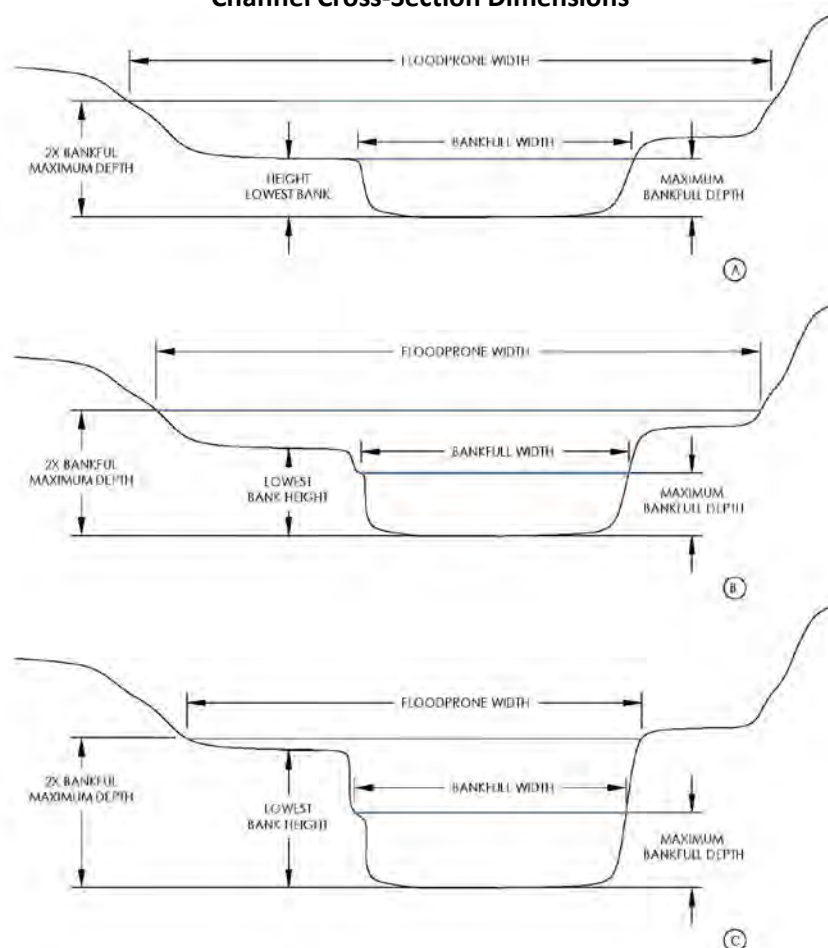 Channel Cross-Section Dimensions
FLOODPRONE WIDTH
2X BANKFUL
MAXIMUM DEPTH
BANKFULL WIDTH
HEIGHT
LOWEST BANK
MAXIMUM
BANKFULL DEPTH
A
FLOODPRONE WIDTH
2X BANKFUL
MAXIMUM DEPTH
BANKFULL WIDTH
LOWEST
BANK HEIGHT
MAXIMUM
BANKFULL DEPTH
B
FLOODPRONE WIDTH
2X BANKFUL
MAXIMUM DEPTH
BANKFULL WIDTH
LOWEST
BANK HEIGHT
MAXIMUM
BANKFULL DEPTH
C